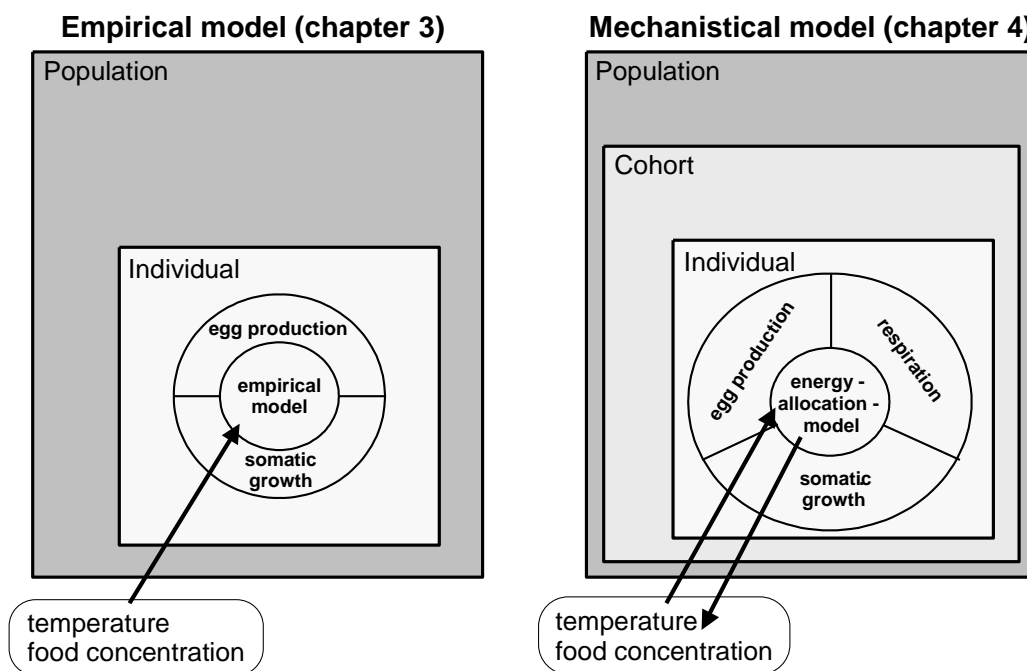 Empirical model (chapter 3)
Population
Individual
egg production
empirical
model
somatic
growth
temperature
food concentration
Mechanistical model (chapter 4)
Population
Cohort
Individual
egg production
respiration
energy -
allocation -
model
somatic
growth
temperature
food concentration